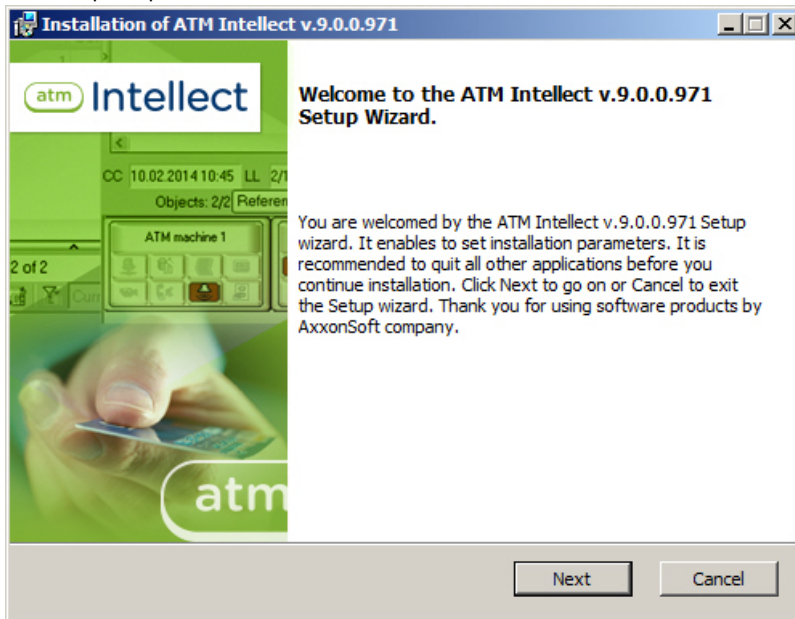 Installation of ATM Intellect v.9.0.0.971
atm Intellect
Welcome to the ATM Intellect v.9.0.0.971
Setup Wizard.
CC 10.02.2014 10:45 LL 2/1
Objects: 2/2 Referen
ATM machine 1
2 of 2
Curr
You are welcomed by the ATM Intellect v.9.0.0.971 Setup
wizard. It enables to set installation parameters. It is
recommended to quit all other applications before you
continue installation. Click Next to go on or Cancel to exit
the Setup wizard. Thank you for using software products by
AxxonSoft company.
atm
Next
Cancel